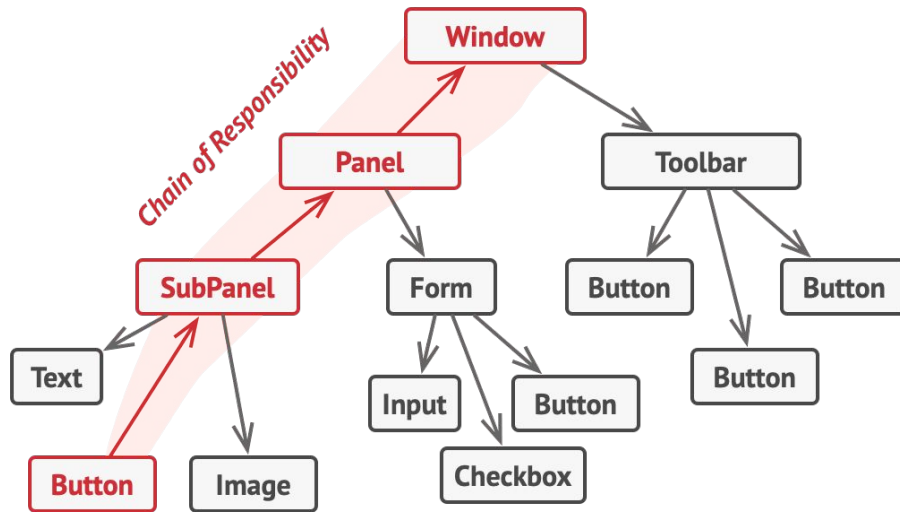 Window
Chain of Responsibility
Panel
Toolbar
SubPanel
Form
Button
Button
Text
Input
Button
Button
Button
Image
Checkbox